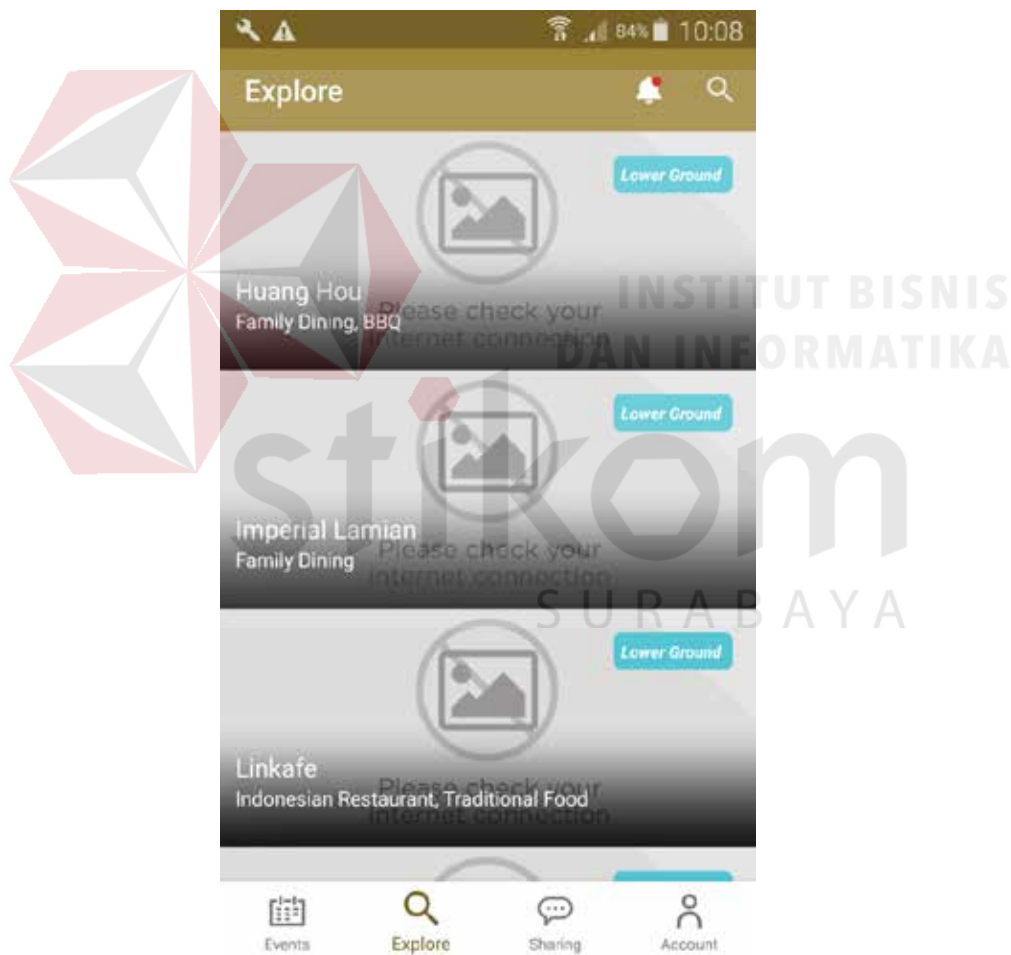 84% 10:08
Explore
Lower Ground
Huang Hou
Family Dining, BBQ
Please check your
internet connection
INSTITUT BISNIS
DAN INFORMATIKA
Lower Ground
Imperial Lamian
Family Dining
Please check your
internet connection
stikom
SURABAYA
Lower Ground
Linkafe
Indonesian Restaurant, Traditional Food
Please check your
internet connection
Events
Explore
Sharing
Account